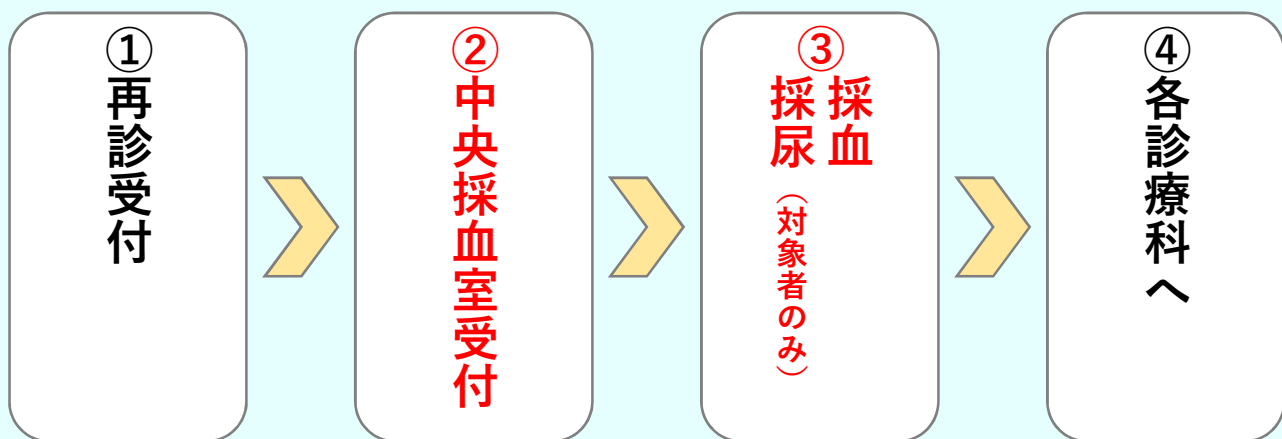 ①
再診受付
②
中央採血室受付
③
採血
採尿（対象者のみ）
④
各診療科へ